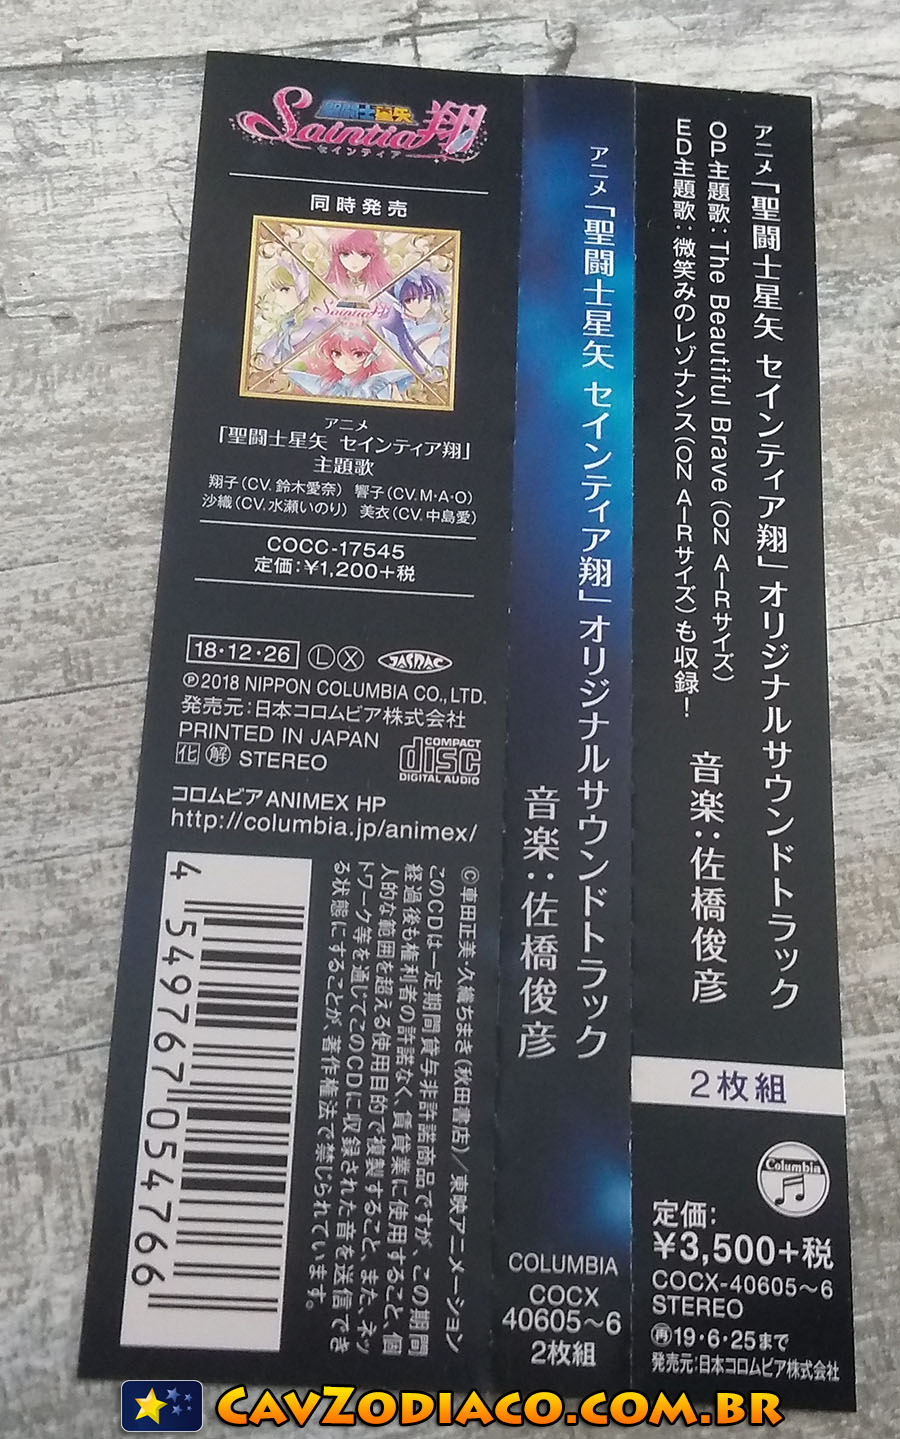 聖闘士星矢
Saintia翔
セインティア
同時発売
Saintia翔
アニメ
「聖闘士星矢 セインティア翔」
主題歌
翔子(CV.鈴木愛奈) 響子(CV.M・A・O)
沙織(CV.水瀬いのり) 美衣(CV.中島愛)
COCC-17545
定価:¥1,200+税
18・12・26 Ⓛ Ⓧ JASRAC
Ⓟ2018 NIPPON COLUMBIA CO.,LTD.
発売元:日本コロムビア株式会社
PRINTED IN JAPAN
化 解 STEREO
COMPACT
disc
DIGITAL AUDIO
コロムビア ANIMEX HP
http://columbia.jp/animex/
©車田正美・久織ちまき(秋田書店)/東映アニメーション
このCDは一定期間貸与非許諾商品ですが、この期間
経過後も権利者の許諾なく、賃貸業に使用すること、個
人的な範囲を超える使用目的で複製すること、また、ネッ
トワーク等を通じてこのCDに収録された音を送信でき
る状態にすることが、著作権法で禁じられています。
4 549767 054766
アニメ「聖闘士星矢 セインティア翔」オリジナルサウンドトラック
音楽:佐橋俊彦
COLUMBIA
COCX
40605~6
2枚組
アニメ「聖闘士星矢 セインティア翔」オリジナルサウンドトラック
OP主題歌:The Beautiful Brave(ON AIRサイズ)
ED主題歌:微笑みのレゾナンス(ON AIRサイズ)も収録!
音楽:佐橋俊彦
2枚組
Columbia
定価:
¥3,500+税
COCX-40605~6
STEREO
再19・6・25まで
発売元:日本コロムビア株式会社
CavZodiaco.com.br